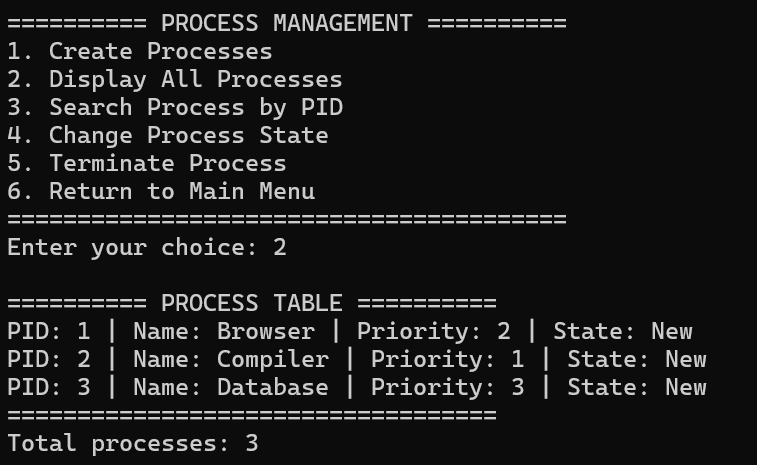 ========== PROCESS MANAGEMENT ==========
1. Create Processes
2. Display All Processes
3. Search Process by PID
4. Change Process State
5. Terminate Process
6. Return to Main Menu
========================================
Enter your choice: 2
========== PROCESS TABLE ==========
PID: 1 | Name: Browser | Priority: 2 | State: New
PID: 2 | Name: Compiler | Priority: 1 | State: New
PID: 3 | Name: Database | Priority: 3 | State: New
===================================
Total processes: 3